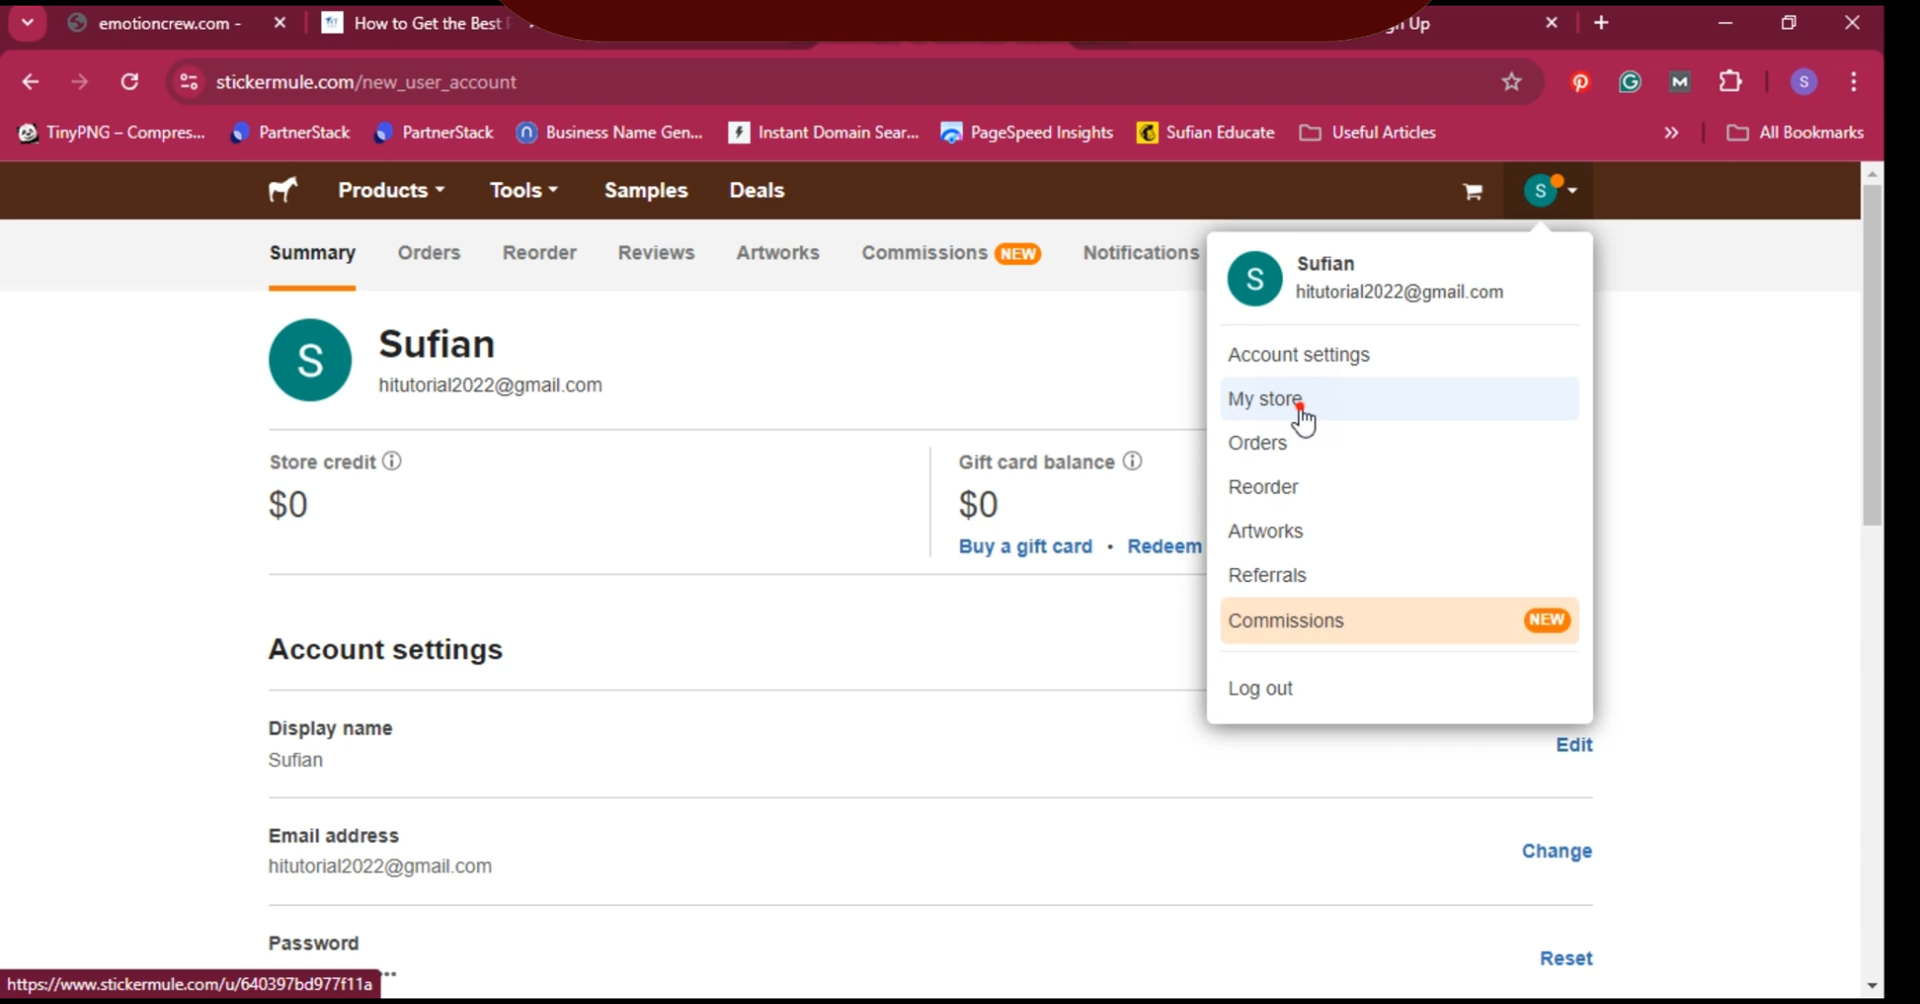 emotioncrew.com -
How to Get the Best
Up
stickermule.com/new_user_account
TinyPNG – Compres...
PartnerStack
PartnerStack
Business Name Gen...
Instant Domain Sear...
PageSpeed Insights
Sufian Educate
Useful Articles
All Bookmarks
Products
Tools
Samples
Deals
S
Summary
Orders
Reorder
Reviews
Artworks
Commissions NEW
Notifications
S
Sufian
hitutorial2022@gmail.com
Account settings
My store
Orders
Reorder
Artworks
Referrals
Commissions NEW
Log out
S
Sufian
hitutorial2022@gmail.com
Store credit
$0
Gift card balance
$0
Buy a gift card • Redeem
Account settings
Display name
Sufian
Edit
Email address
hitutorial2022@gmail.com
Change
Password
Reset
https://www.stickermule.com/u/640397bd977f11a